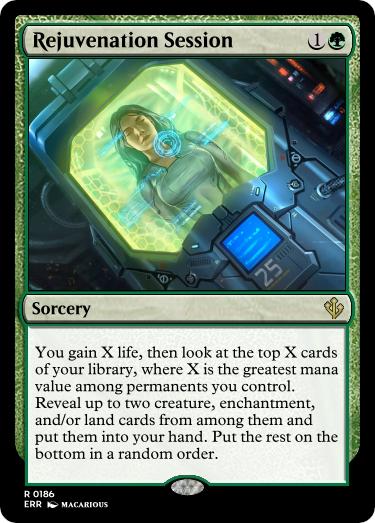 Rejuvenation Session 1
25
Sorcery
You gain X life, then look at the top X cards
of your library, where X is the greatest mana
value among permanents you control.
Reveal up to two creature, enchantment,
and/or land cards from among them and
put them into your hand. Put the rest on the
bottom in a random order.
R 0186
ERR MACARIOUS